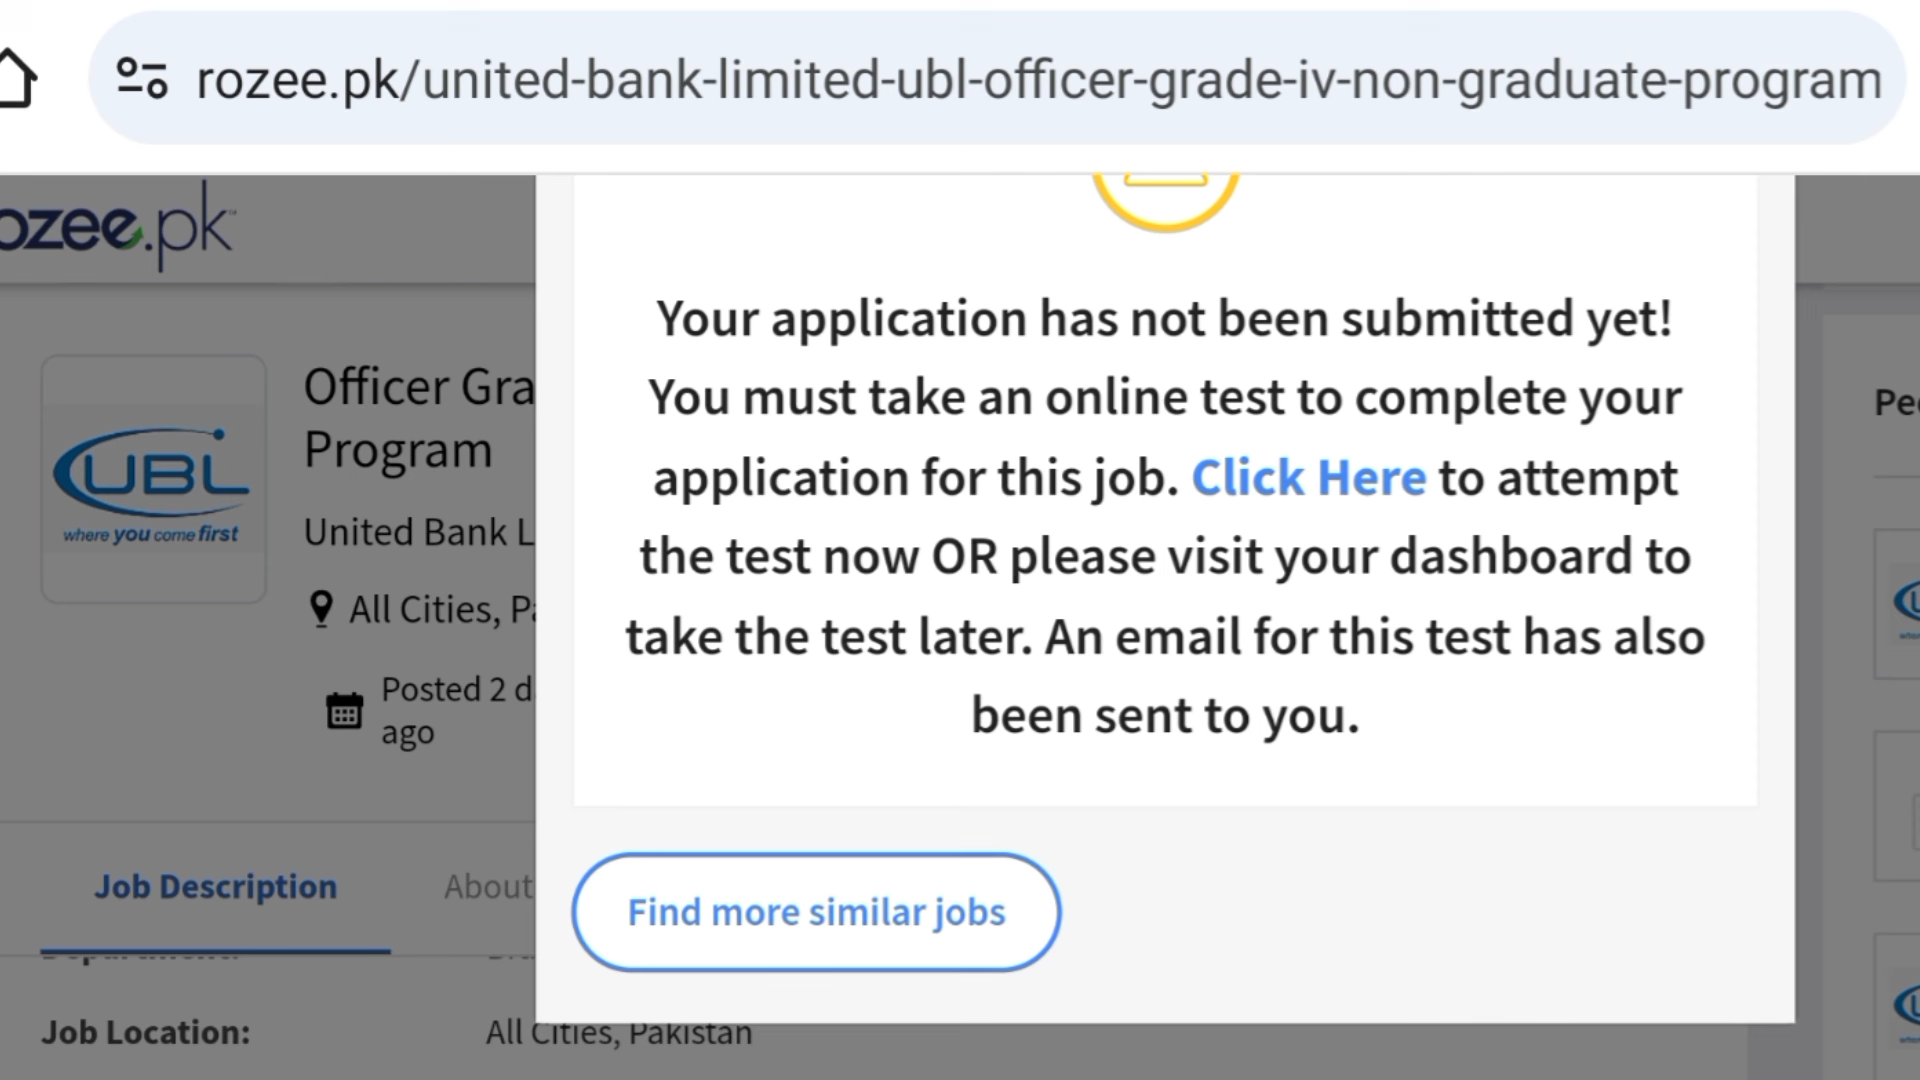 rozee.pk/united-bank-limited-ubl-officer-grade-iv-non-graduate-program
ozee.pk
UBL
where you come first
Officer Gra
Program
United Bank L
All Cities, Pa
Posted 2 d
ago
Job Description
About
Job Location:
All Cities, Pakistan
Your application has not been submitted yet!
You must take an online test to complete your
application for this job. Click Here to attempt
the test now OR please visit your dashboard to
take the test later. An email for this test has also
been sent to you.
Find more similar jobs
Peo